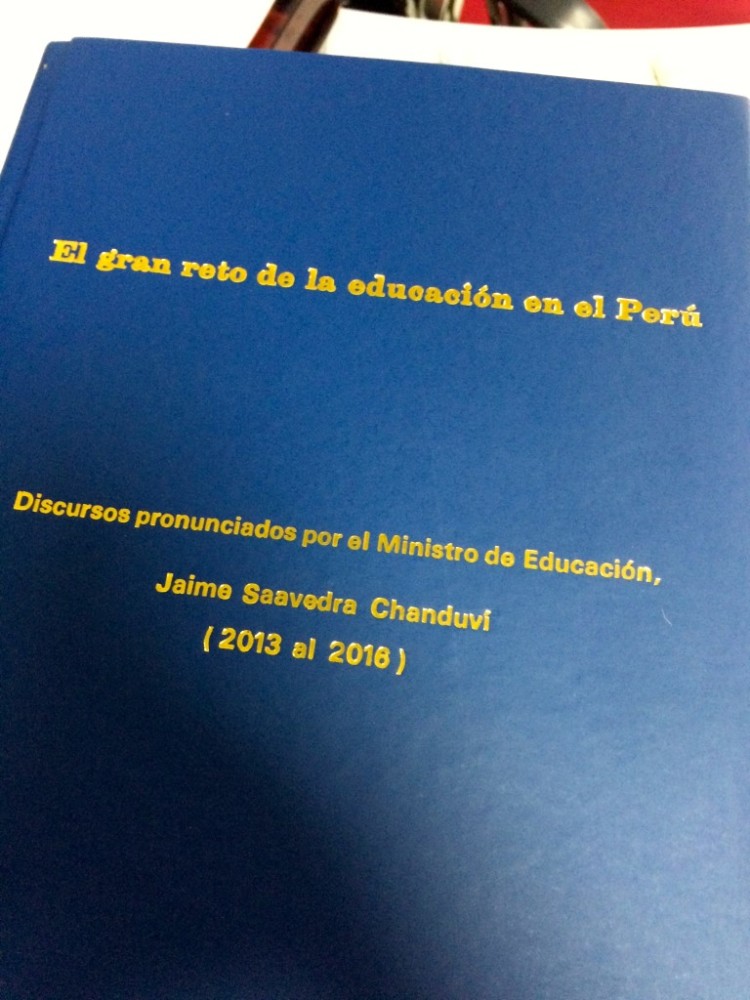 El gran reto de la educación en el Perú
Discursos pronunciados por el Ministro de Educación,
Jaime Saavedra Chanduví
(2013 al 2016)